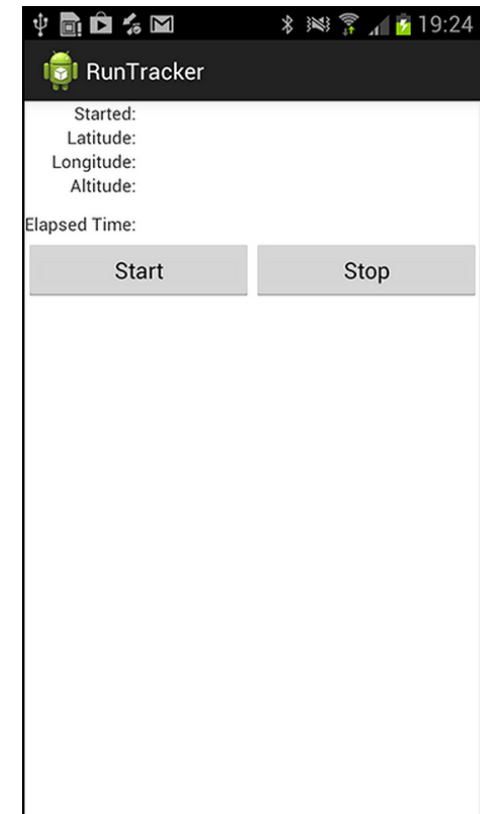 19:24
RunTracker
Started:
Latitude:
Longitude:
Altitude:
Elapsed Time:
Start Stop